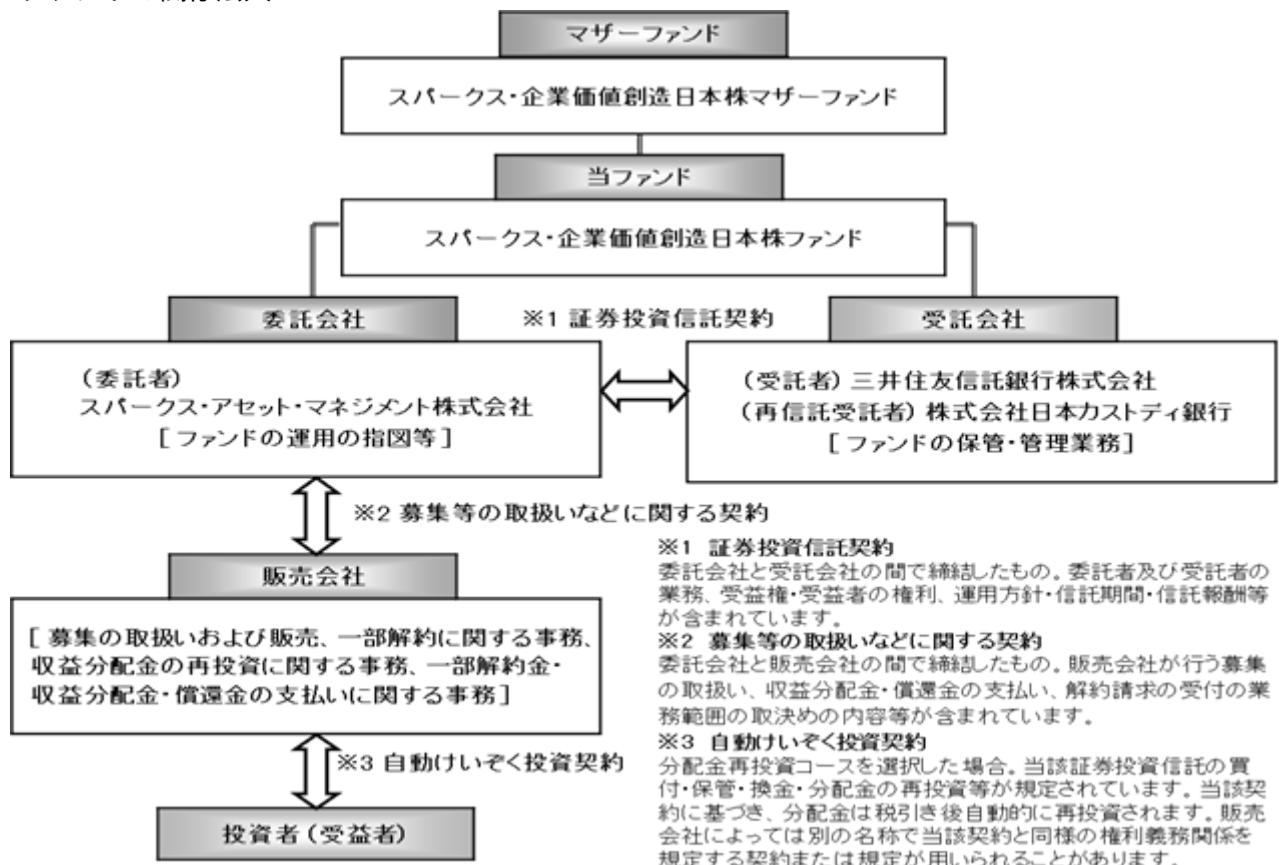 マザーファンド
スパークス・企業価値創造日本株マザーファンド
当ファンド
スパークス・企業価値創造日本株ファンド
委託会社
※1 証券投資信託契約
受託会社
（委託者）
スパークス・アセット・マネジメント株式会社
［ファンドの運用の指図等］
（受託者）三井住友信託銀行株式会社
（再信託受託者）株式会社日本カストディ銀行
［ファンドの保管・管理業務］
※2 募集等の取扱いなどに関する契約
販売会社
［募集の取扱いおよび販売、一部解約に関する事務、
収益分配金の再投資に関する事務、一部解約金・
収益分配金・償還金の支払いに関する事務］
※3 自動けいぞく投資契約
投資者（受益者）
※1 証券投資信託契約
委託会社と受託会社の間で締結したもの。委託者及び受託者の
業務、受益権・受益者の権利、運用方針・信託期間・信託報酬等
が含まれています。
※2 募集等の取扱いなどに関する契約
委託会社と販売会社の間で締結したもの。販売会社が行う募集
の取扱い、収益分配金・償還金の支払い、解約請求の受付の業
務範囲の取決めの内容等が含まれています。
※3 自動けいぞく投資契約
分配金再投資コースを選択した場合。当該証券投資信託の買
付・保管・換金・分配金の再投資等が規定されています。当該契
約に基づき、分配金は税引き後自動的に再投資されます。販売
会社によっては別の名称で当該契約と同様の権利義務関係を
規定する契約または規定が用いられることがあります。